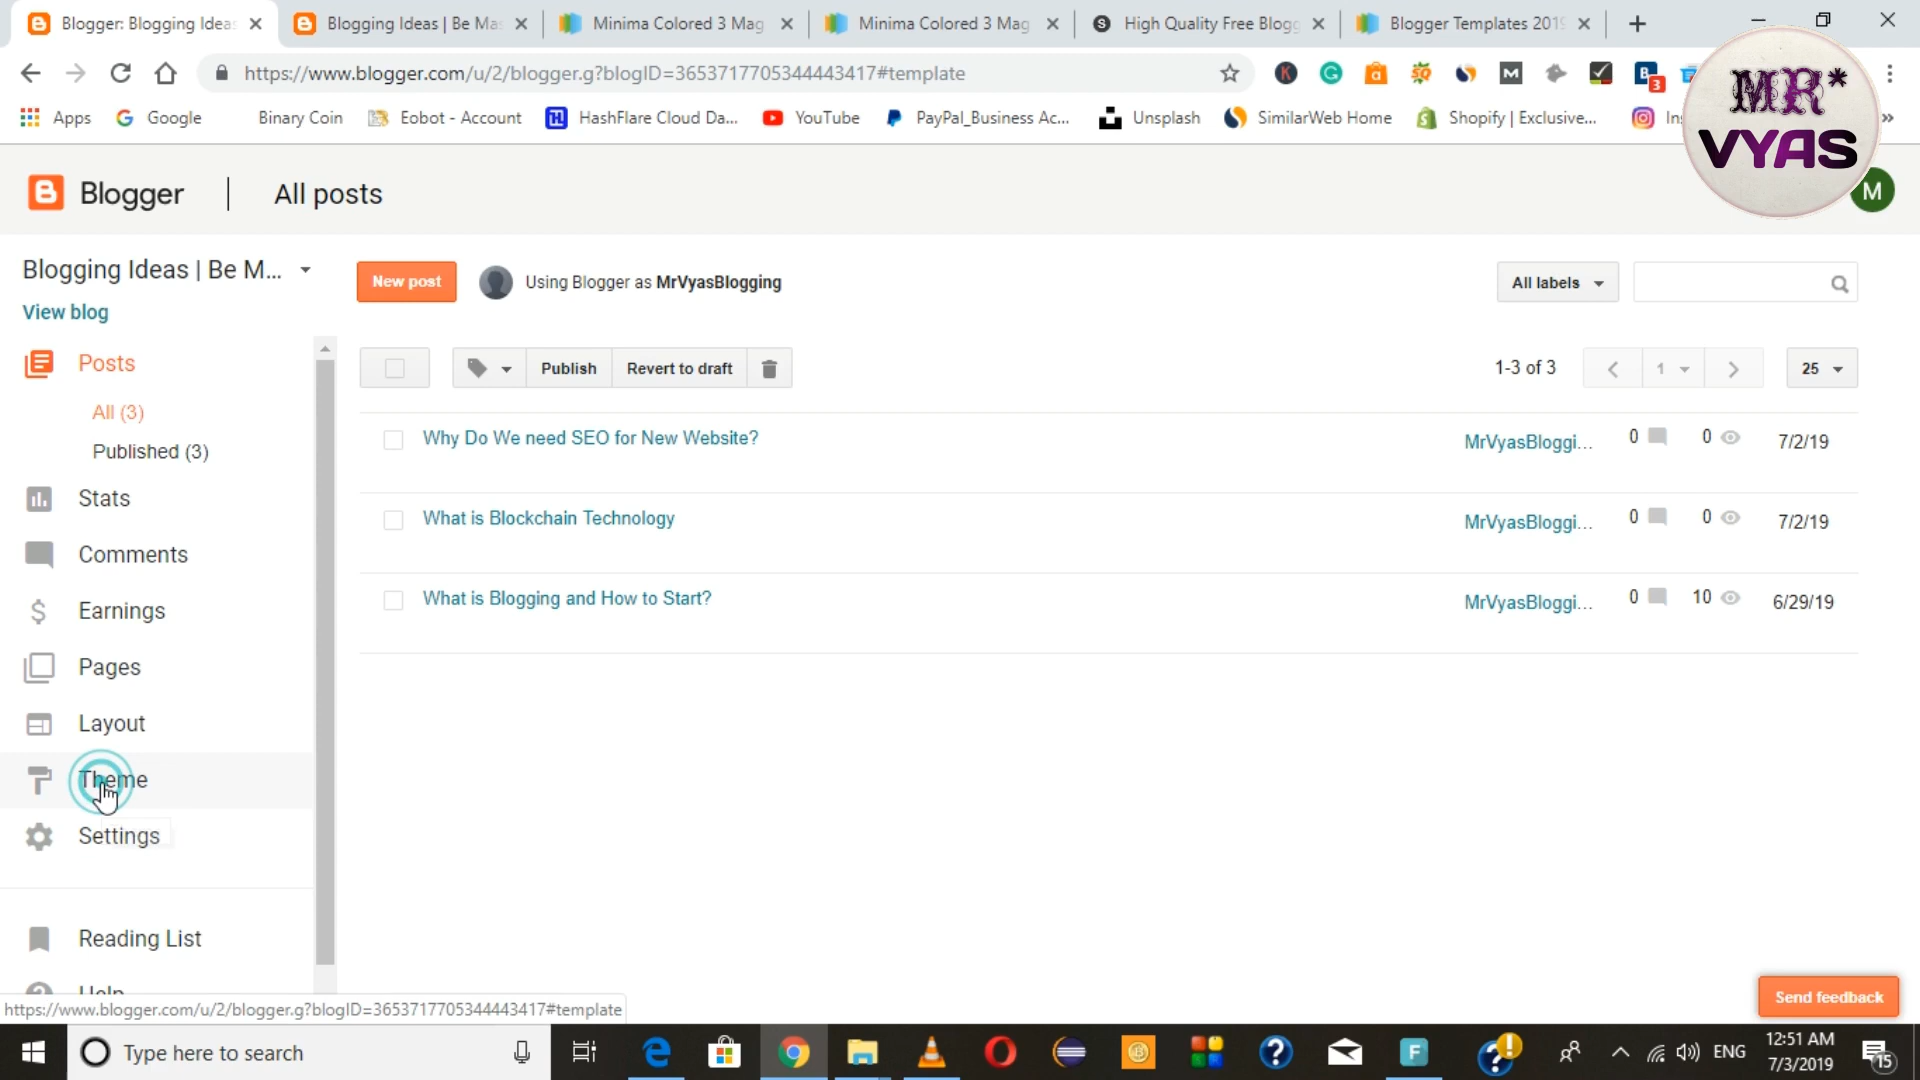 Blogger: Blogging Ideas
Blogging Ideas | Be Mas
Minima Colored 3 Mag
Minima Colored 3 Mag
High Quality Free Blogg
Blogger Templates 2019
https://www.blogger.com/u/2/blogger.g?blogID=3653717705344443417#template
Apps
Google
Binary Coin
Eobot - Account
HashFlare Cloud Da...
YouTube
PayPal_Business Ac...
Unsplash
SimilarWeb Home
Shopify | Exclusive...
MR*
VYAS
Blogger
All posts
M
Blogging Ideas | Be M...
View blog
New post
Using Blogger as MrVyasBlogging
All labels
Posts
All (3)
Published (3)
Stats
Comments
Earnings
Pages
Layout
Theme
Settings
Reading List
Help
Publish
Revert to draft
1-3 of 3
1
25
Why Do We need SEO for New Website?
MrVyasBloggi...
0
0
7/2/19
What is Blockchain Technology
MrVyasBloggi...
0
0
7/2/19
What is Blogging and How to Start?
MrVyasBloggi...
0
10
6/29/19
Send feedback
https://www.blogger.com/u/2/blogger.g?blogID=3653717705344443417#template
Type here to search
ENG
12:51 AM
7/3/2019
15